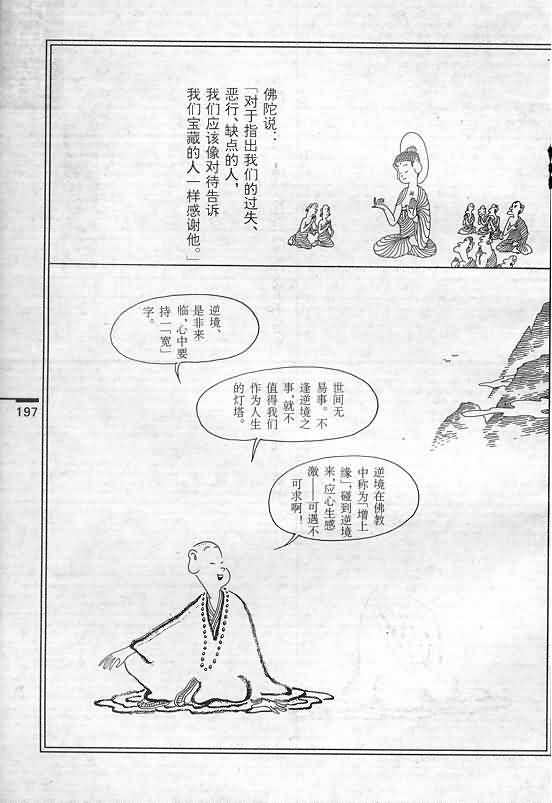 佛陀说：
「对于指出我们的过失、
恶行、缺点的人，
我们应该像对待告诉
我们宝藏的人一样感谢他。」
逆境、
是非来
临，心中要
持一「宽」
字。
世间无
易事。不
逢逆境之
事，就不
值得我们
作为人生
的灯塔。
逆境在佛教
中称为「增上
缘」，碰到逆境
来，应心生感
激——可遇不
可求啊！
197